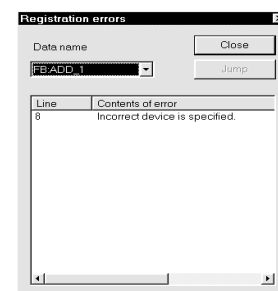 Registration errors
Data name
Close
FB:ADD_1
Jump
Line Contents of error
8 Incorrect device is specified.